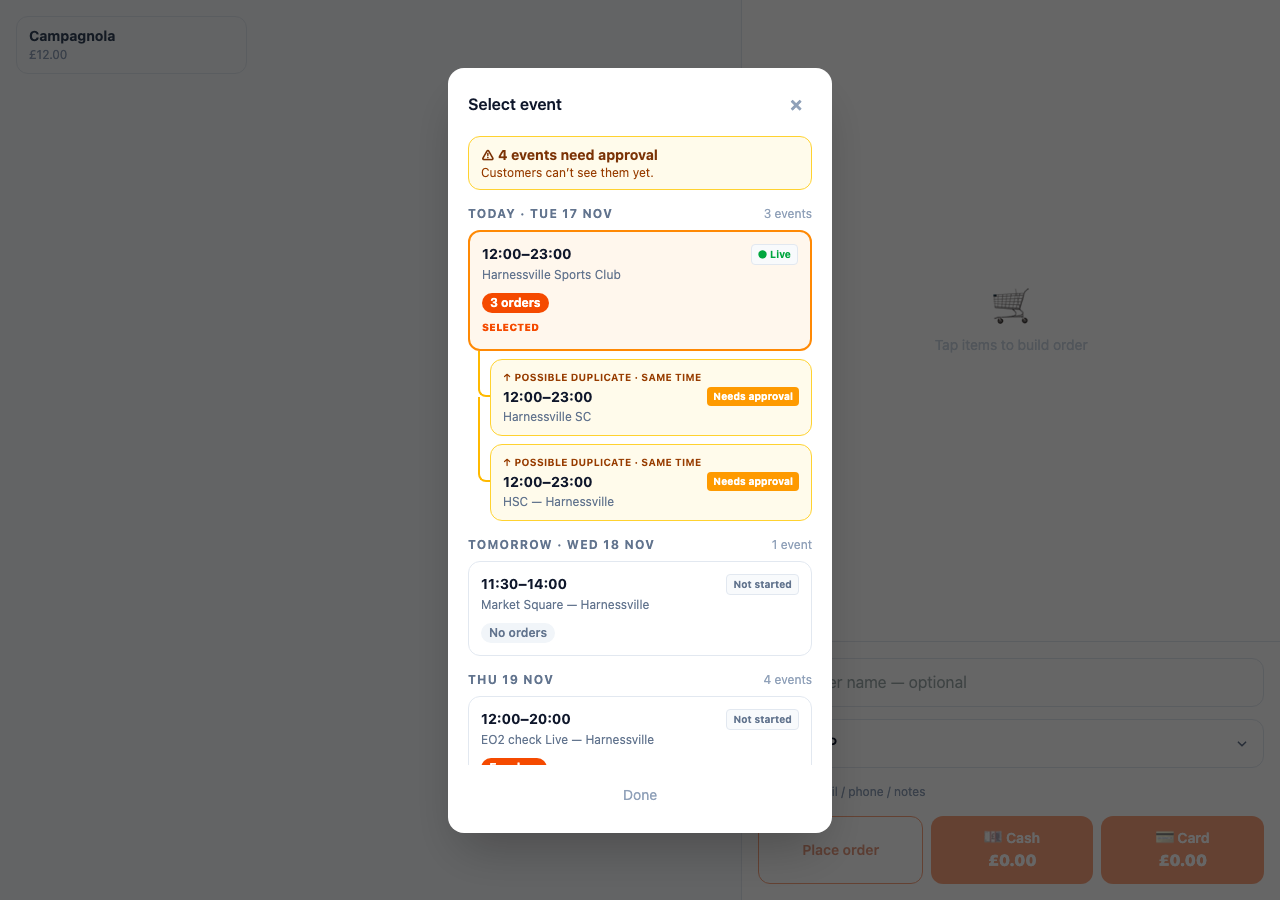 Campagnola
£12.00
Select event
×
⚠ 4 events need approval
Customers can't see them yet.
TODAY · TUE 17 NOV
3 events
12:00–23:00
Live
Harnessville Sports Club
3 orders
SELECTED
↑ POSSIBLE DUPLICATE · SAME TIME
12:00–23:00
Needs approval
Harnessville SC
↑ POSSIBLE DUPLICATE · SAME TIME
12:00–23:00
Needs approval
HSC — Harnessville
TOMORROW · WED 18 NOV
1 event
11:30–14:00
Not started
Market Square — Harnessville
No orders
THU 19 NOV
4 events
12:00–20:00
Not started
EO2 check Live — Harnessville
Done
Tap items to build order
name — optional
/ phone / notes
Place order
Cash
£0.00
Card
£0.00